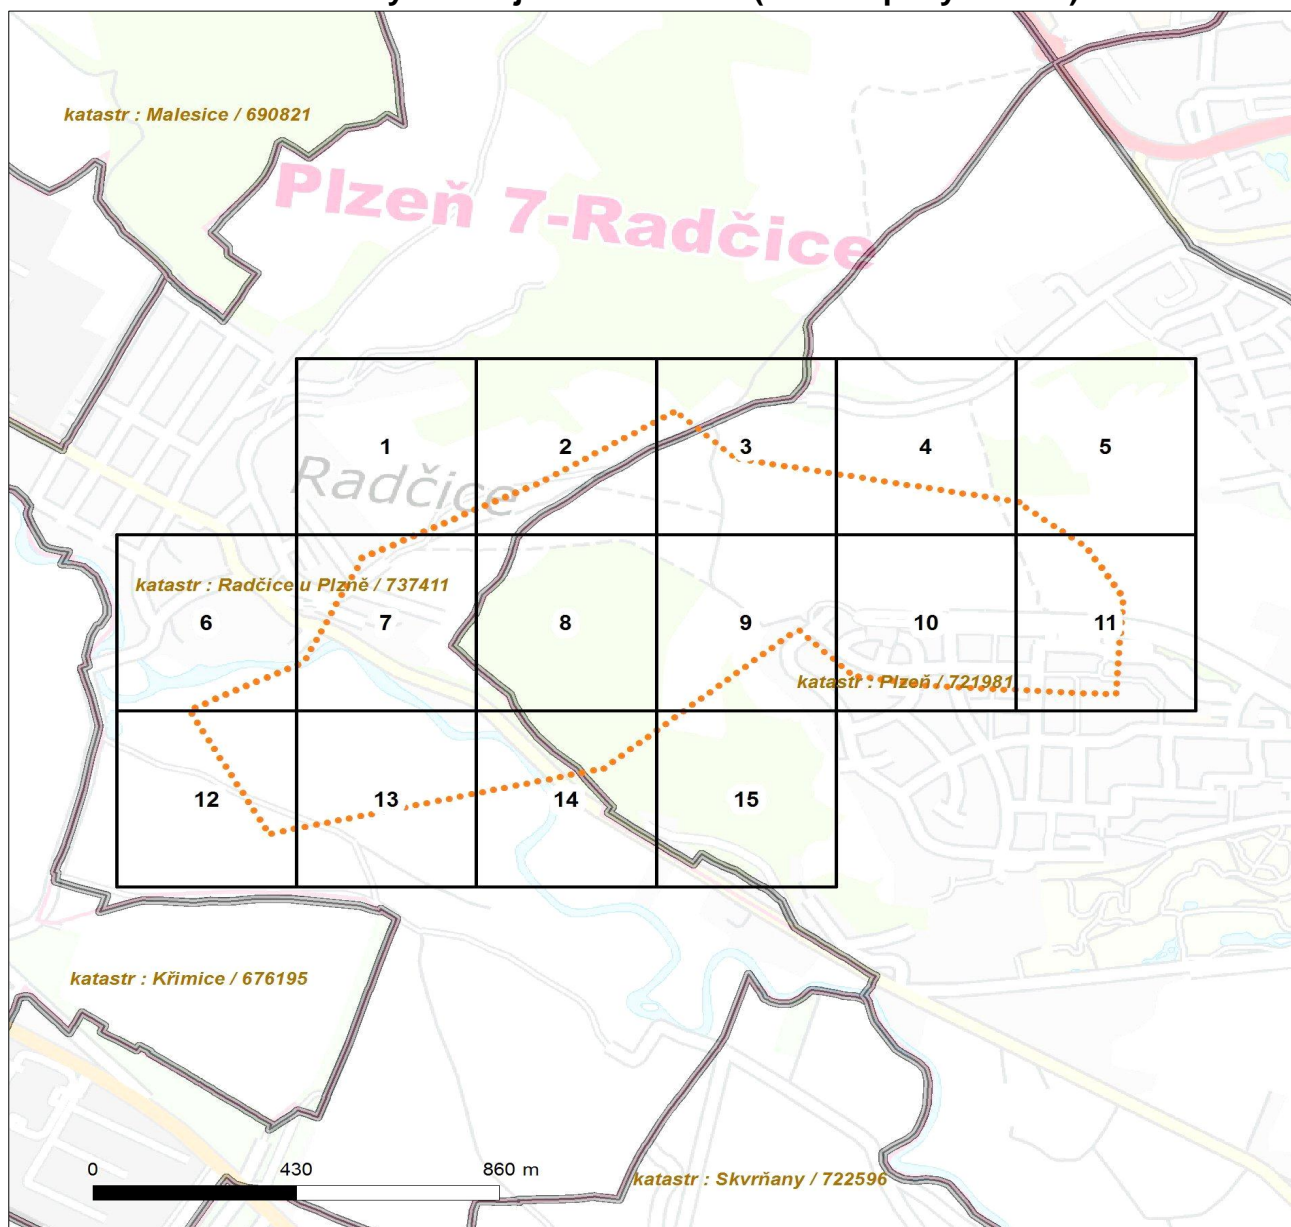 katastr : Malesice / 690821
Plzeň 7-Radčice
1
2
3
4
5
Radčice
katastr : Radčice u Plzně / 737411
6
7
8
9
10
11
katastr : Plzeň / 721981
12
13
14
15
katastr : Křimice / 676195
0 430 860 m
katastr : Skvrňany / 722596